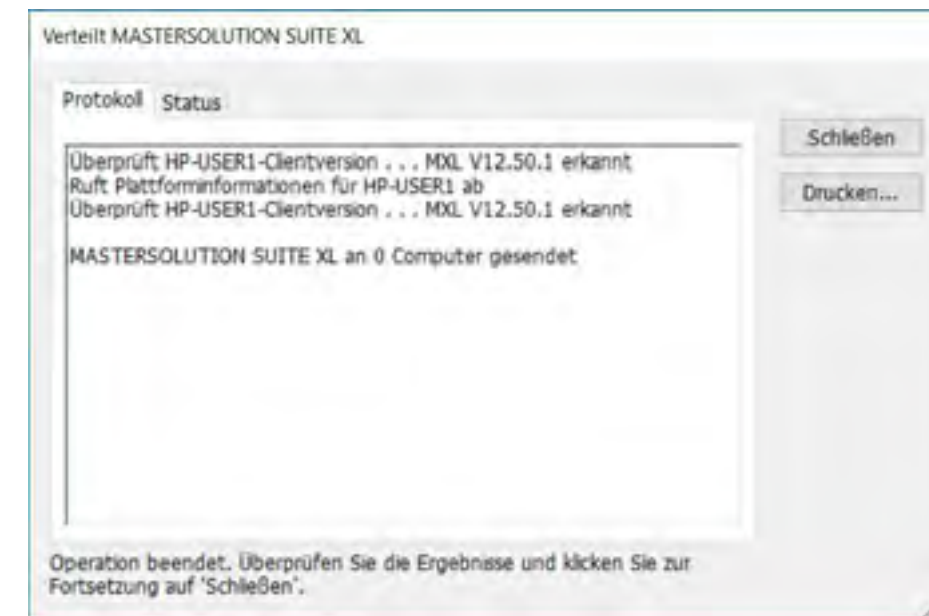 Verteilt MASTERSOLUTION SUITE XL
Protokoll Status
Schließen
Drucken...
Überprüft HP-USER1-Clientversion . . . MXL V12.50.1 erkannt
Ruft Plattforminformationen für HP-USER1 ab
Überprüft HP-USER1-Clientversion . . . MXL V12.50.1 erkannt
MASTERSOLUTION SUITE XL an 0 Computer gesendet
Operation beendet. Überprüfen Sie die Ergebnisse und klicken Sie zur
Fortsetzung auf 'Schließen'.